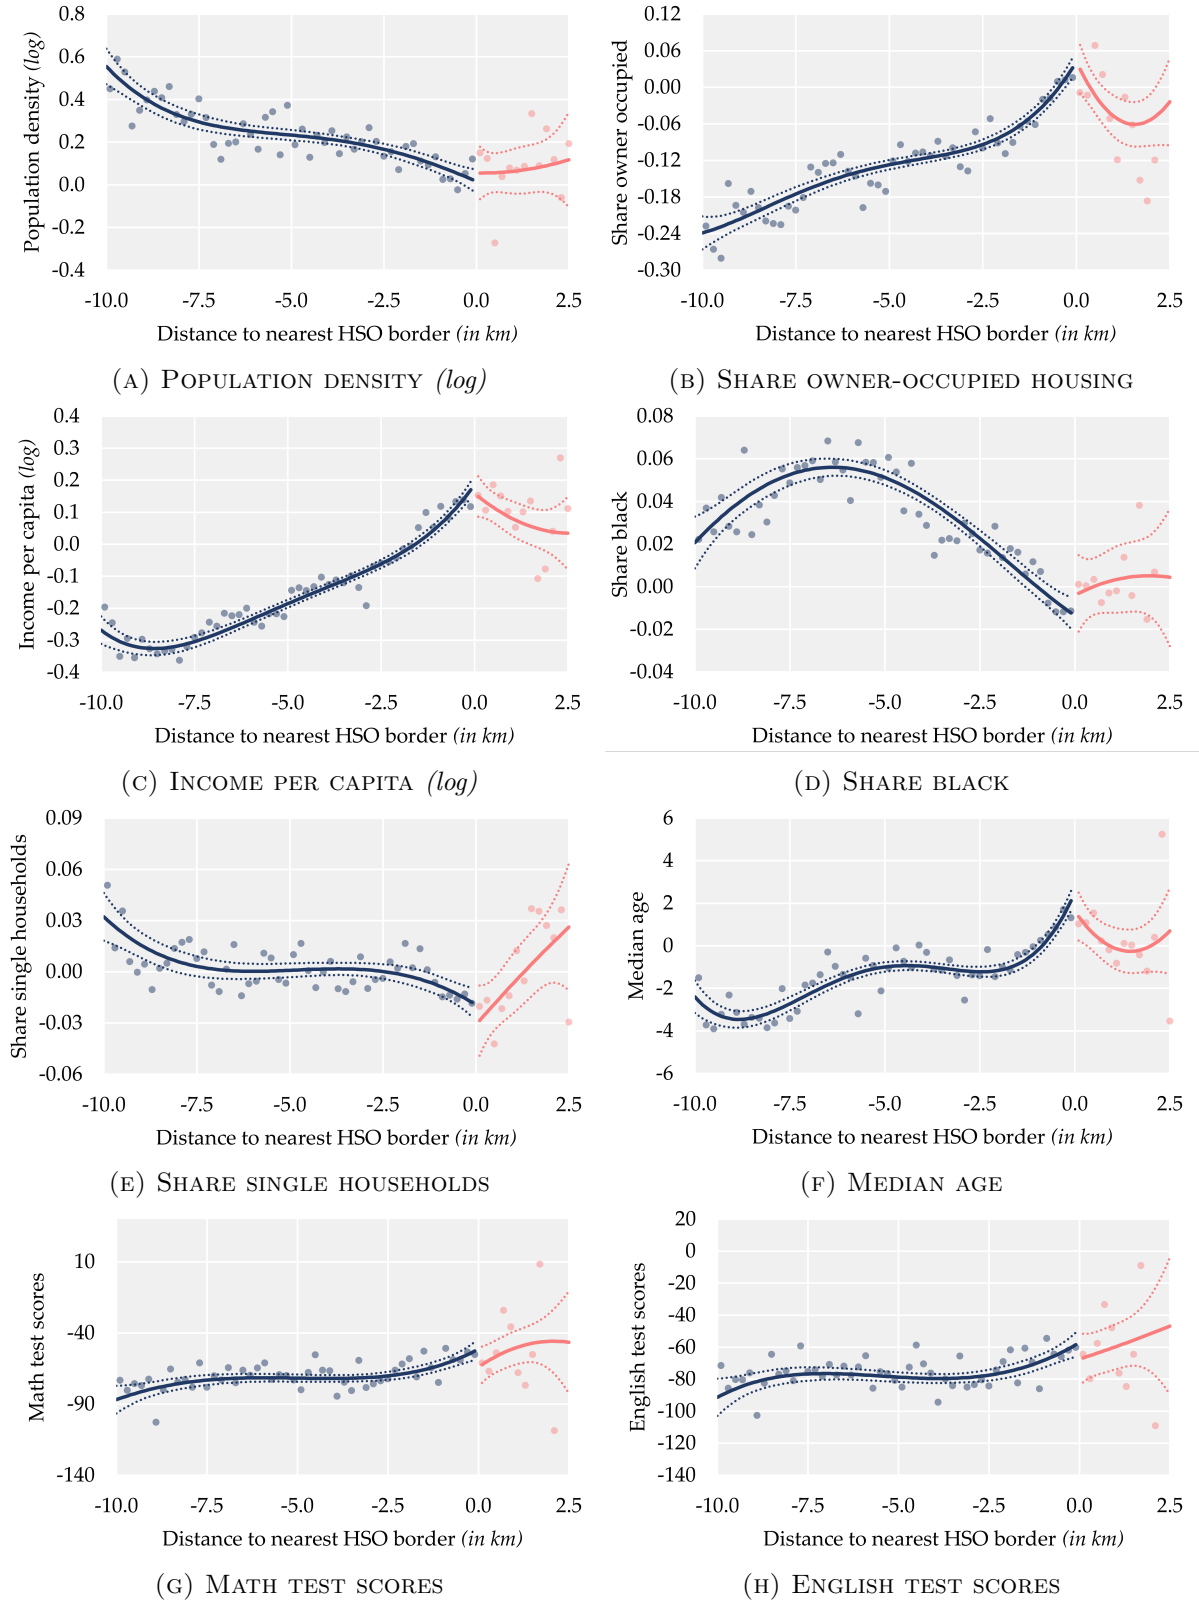 0.8
0.6
0.4
0.2
0.0
-0.2
-0.4
Population density (log)
-10.0 -7.5 -5.0 -2.5 0.0 2.5
Distance to nearest HSO border (in km)
(A) POPULATION DENSITY (log)
0.12
0.06
0.00
-0.06
-0.12
-0.18
-0.24
-0.30
Share owner occupied
-10.0 -7.5 -5.0 -2.5 0.0 2.5
Distance to nearest HSO border (in km)
(B) SHARE OWNER-OCCUPIED HOUSING
0.4
0.3
0.2
0.1
0.0
-0.1
-0.2
-0.3
-0.4
Income per capita (log)
-10.0 -7.5 -5.0 -2.5 0.0 2.5
Distance to nearest HSO border (in km)
(C) INCOME PER CAPITA (log)
0.08
0.06
0.04
0.02
0.00
-0.02
-0.04
Share black
-10.0 -7.5 -5.0 -2.5 0.0 2.5
Distance to nearest HSO border (in km)
(D) SHARE BLACK
0.09
0.06
0.03
0.00
-0.03
-0.06
Share single households
-10.0 -7.5 -5.0 -2.5 0.0 2.5
Distance to nearest HSO border (in km)
(E) SHARE SINGLE HOUSEHOLDS
6
4
2
0
-2
-4
-6
Median age
-10.0 -7.5 -5.0 -2.5 0.0 2.5
Distance to nearest HSO border (in km)
(F) MEDIAN AGE
10
-40
-90
-140
Math test scores
-10.0 -7.5 -5.0 -2.5 0.0 2.5
Distance to nearest HSO border (in km)
(G) MATH TEST SCORES
20
0
-20
-40
-60
-80
-100
-120
-140
English test scores
-10.0 -7.5 -5.0 -2.5 0.0 2.5
Distance to nearest HSO border (in km)
(H) ENGLISH TEST SCORES